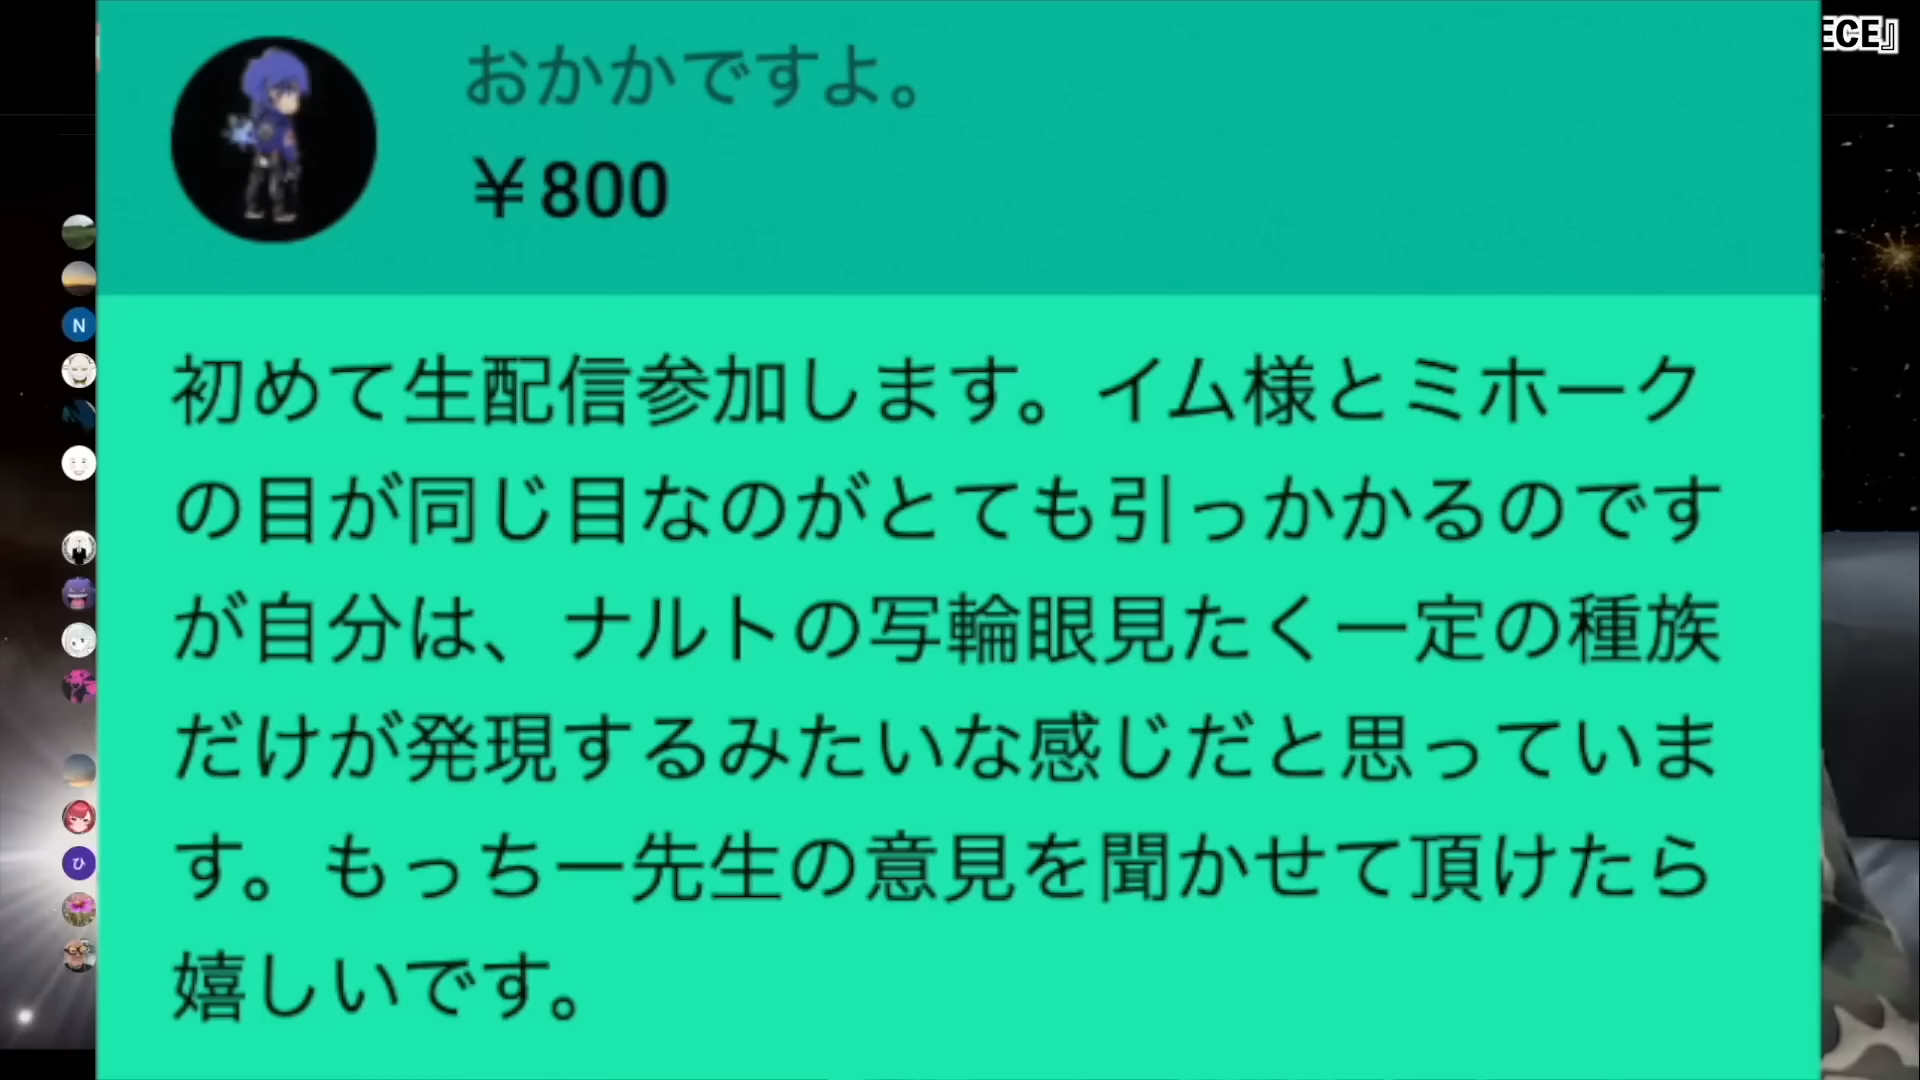 ECE』
おかかですよ。
￥800
初めて生配信参加します。イム様とミホーク
の目が同じ目なのがとても引っかかるのです
が自分は、ナルトの写輪眼見たく一定の種族
だけが発現するみたいな感じだと思っていま
す。もっちー先生の意見を聞かせて頂けたら
嬉しいです。
N
ひ